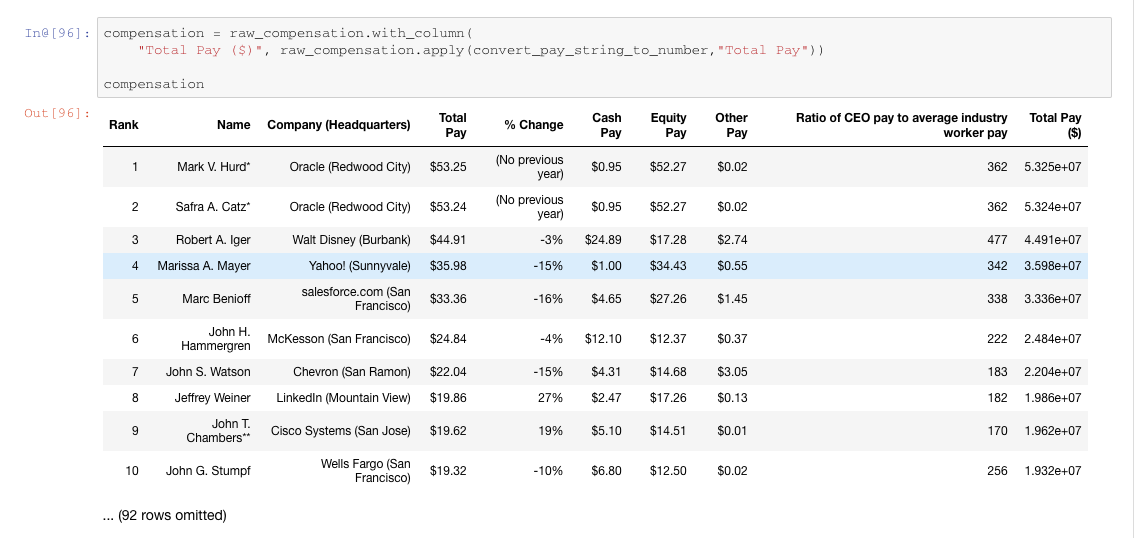 In@[96]: compensation = raw_compensation.with_column(
"Total Pay ($)", raw_compensation.apply(convert_pay_string_to_number,"Total Pay"))
compensation
Out[96]:
Rank Name Company (Headquarters) Total Pay % Change Cash Pay Equity Pay Other Pay Ratio of CEO pay to average industry worker pay Total Pay ($)
1 Mark V. Hurd* Oracle (Redwood City) $53.25 (No previous year) $0.95 $52.27 $0.02 362 5.325e+07
2 Safra A. Catz* Oracle (Redwood City) $53.24 (No previous year) $0.95 $52.27 $0.02 362 5.324e+07
3 Robert A. Iger Walt Disney (Burbank) $44.91 -3% $24.89 $17.28 $2.74 477 4.491e+07
4 Marissa A. Mayer Yahoo! (Sunnyvale) $35.98 -15% $1.00 $34.43 $0.55 342 3.598e+07
5 Marc Benioff salesforce.com (San Francisco) $33.36 -16% $4.65 $27.26 $1.45 338 3.336e+07
6 John H. Hammergren McKesson (San Francisco) $24.84 -4% $12.10 $12.37 $0.37 222 2.484e+07
7 John S. Watson Chevron (San Ramon) $22.04 -15% $4.31 $14.68 $3.05 183 2.204e+07
8 Jeffrey Weiner LinkedIn (Mountain View) $19.86 27% $2.47 $17.26 $0.13 182 1.986e+07
9 John T. Chambers** Cisco Systems (San Jose) $19.62 19% $5.10 $14.51 $0.01 170 1.962e+07
10 John G. Stumpf Wells Fargo (San Francisco) $19.32 -10% $6.80 $12.50 $0.02 256 1.932e+07
... (92 rows omitted)